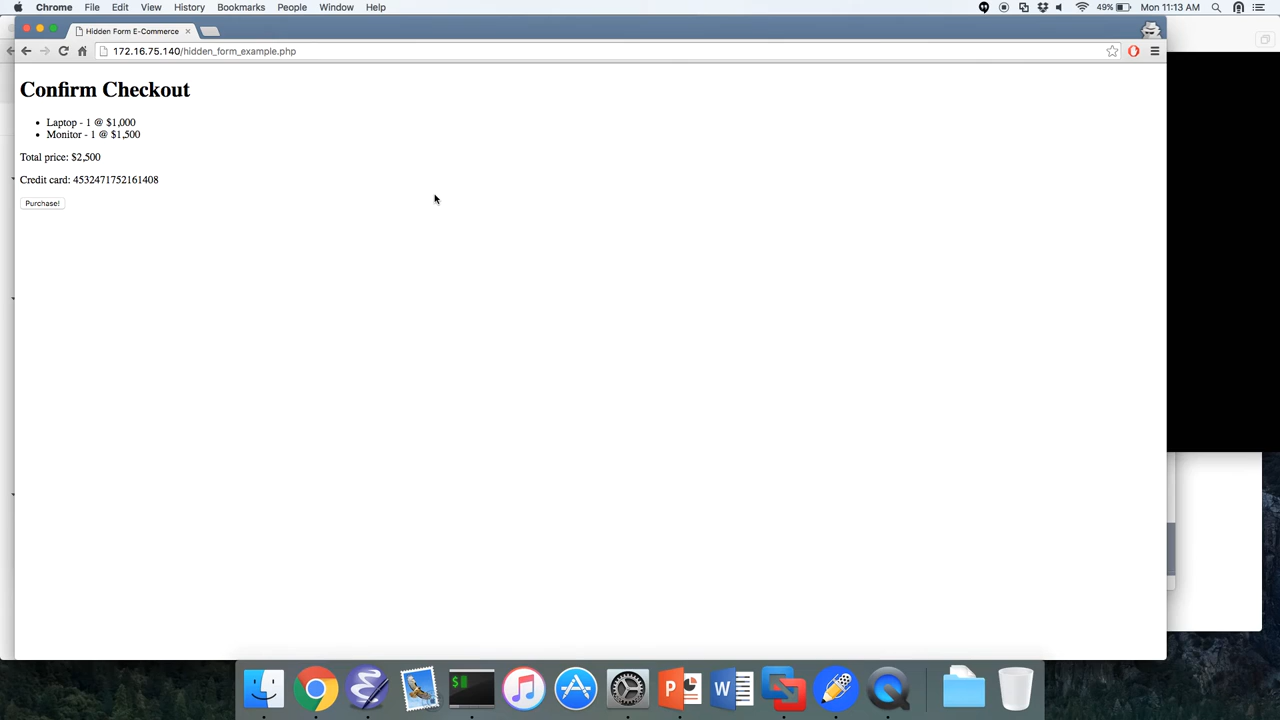 Chrome File Edit View History Bookmarks People Window Help 49% Mon 11:13 AM
Hidden Form E-Commerce
172.16.75.140/hidden_form_example.php
Confirm Checkout
• Laptop - 1 @ $1,000
• Monitor - 1 @ $1,500
Total price: $2,500
Credit card: 4532471752161408
Purchase!